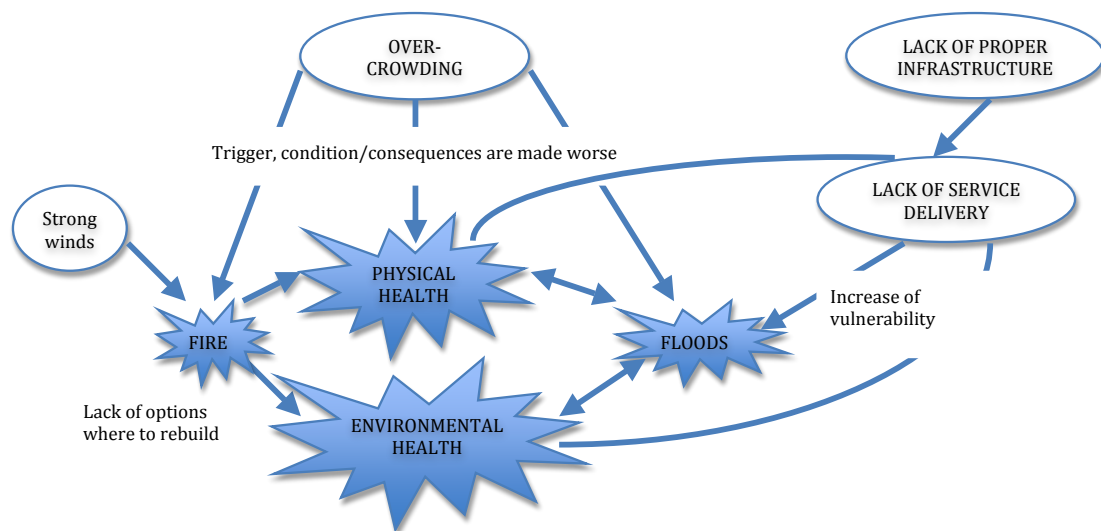 OVER-
CROWDING
LACK OF PROPER
INFRASTRUCTURE
Trigger, condition/consequences are made worse
LACK OF SERVICE
DELIVERY
Strong
winds
PHYSICAL
HEALTH
Increase of
vulnerability
FIRE
FLOODS
Lack of options
where to rebuild
ENVIRONMENTAL
HEALTH